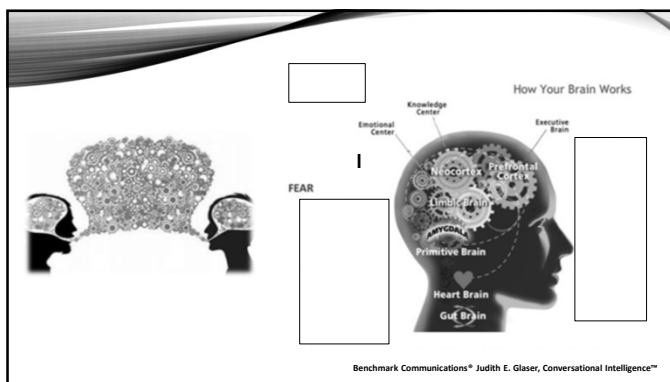 How Your Brain Works
Knowledge
Center
Emotional
Center
Executive
Brain
I
FEAR
Neocortex
Prefrontal
Cortex
Limbic Brain
AMYGDALA
Primitive Brain
Heart Brain
Gut Brain
Benchmark Communications® Judith E. Glaser, Conversational Intelligence™